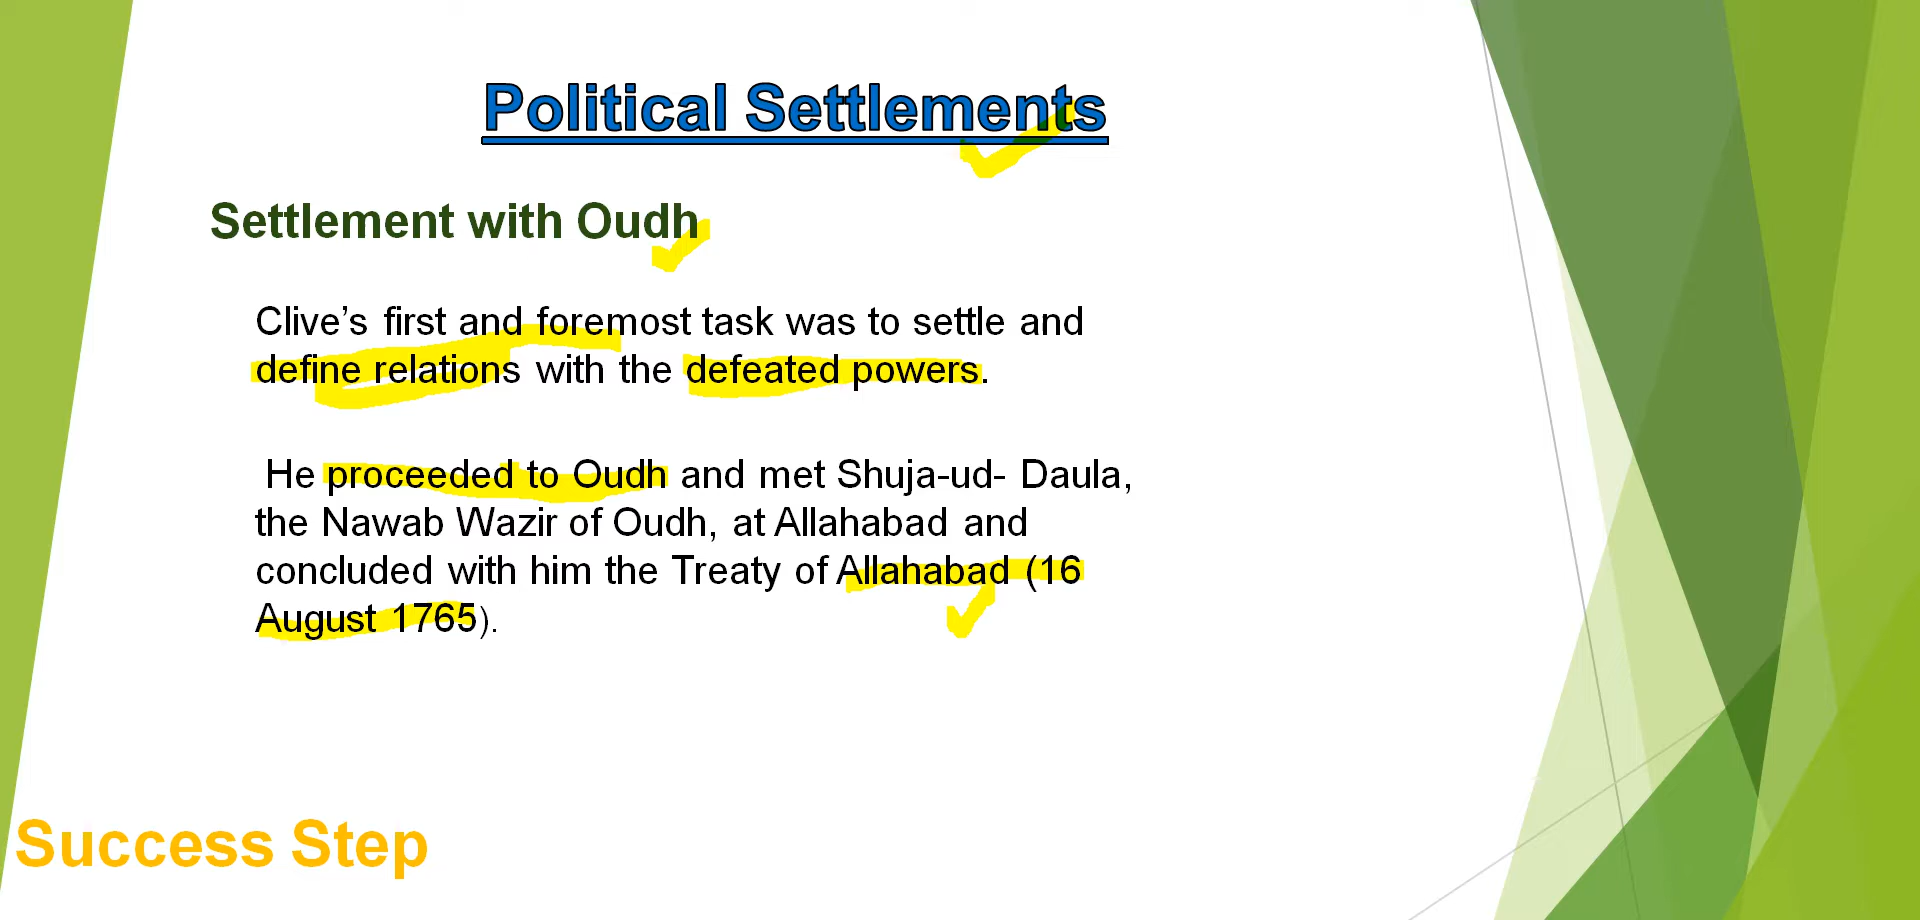 Political Settlements
Settlement with Oudh
Clive’s first and foremost task was to settle and
define relations with the defeated powers.
He proceeded to Oudh and met Shuja-ud- Daula,
the Nawab Wazir of Oudh, at Allahabad and
concluded with him the Treaty of Allahabad (16
August 1765).
Success Step